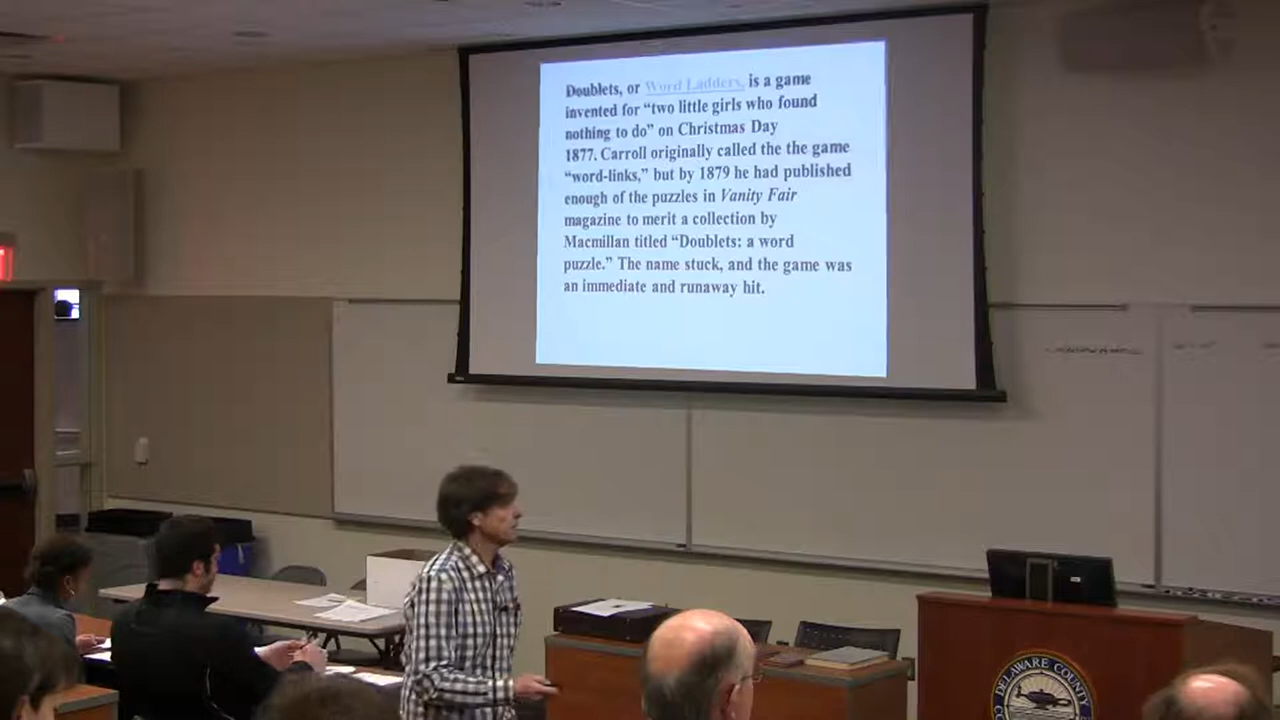 Doublets, or Word Ladders, is a game
invented for “two little girls who found
nothing to do” on Christmas Day
1877. Carroll originally called the the game
“word-links,” but by 1879 he had published
enough of the puzzles in Vanity Fair
magazine to merit a collection by
Macmillan titled “Doublets: a word
puzzle.” The name stuck, and the game was
an immediate and runaway hit.
DELAWARE COUNTY